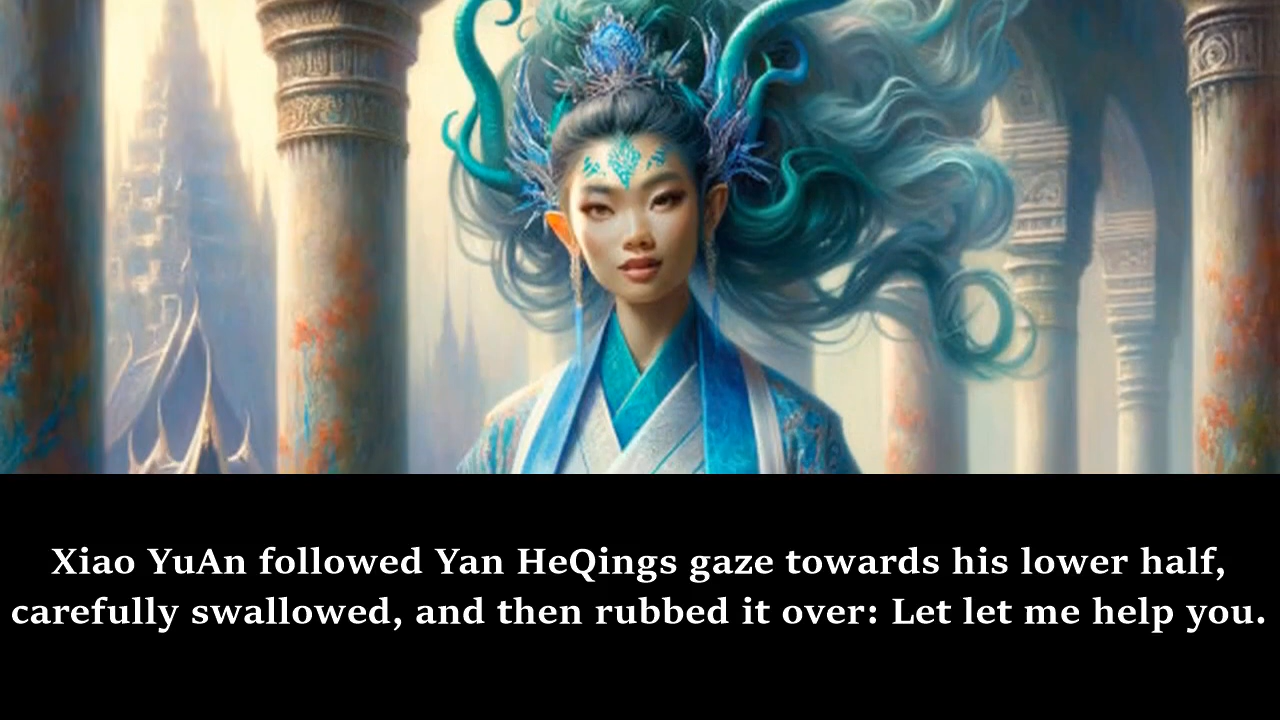 Xiao YuAn followed Yan HeQings gaze towards his lower half,
carefully swallowed, and then rubbed it over: Let let me help you.